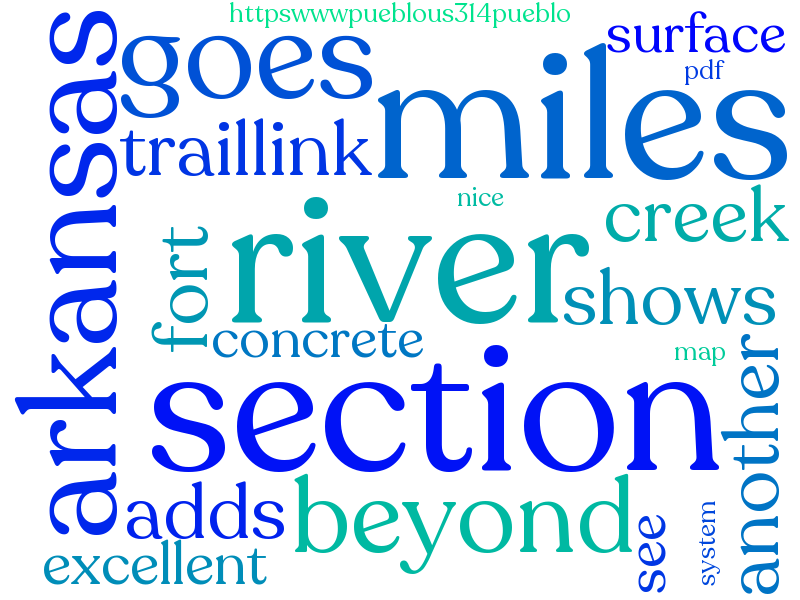 httpswwwpueblous314pueblo
goes
surface
miles
pdf
arkansas
traillink
nice
creek
river
fort
shows
concrete
map
section
another
adds
beyond
excellent
see
system